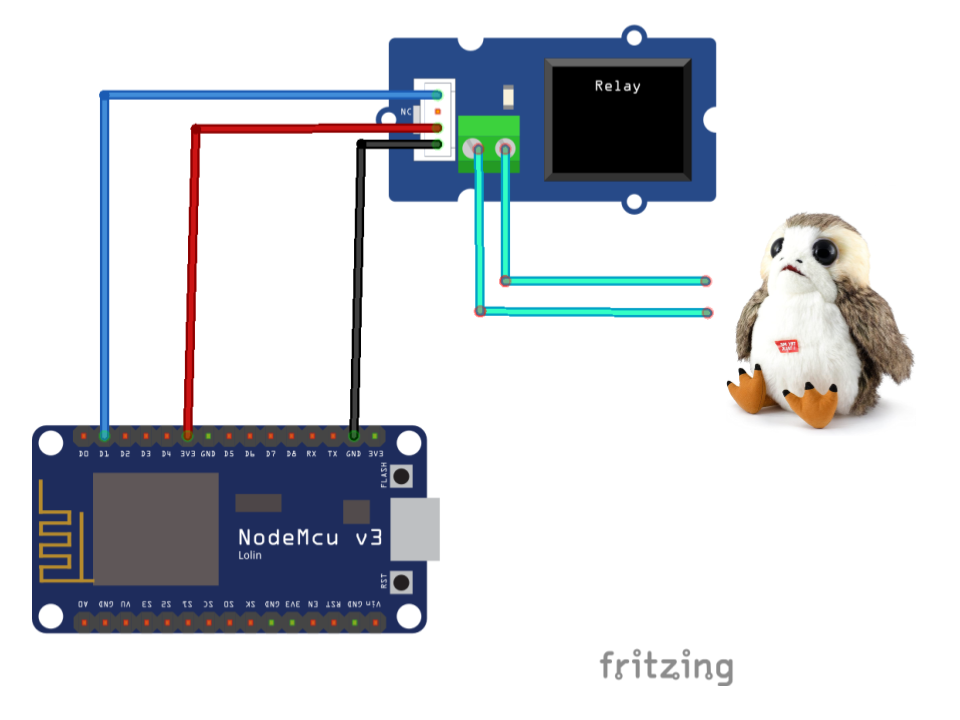 Relay
NC
D0 D1 D2 D3 D4 3V3 GND D5 D6 D7 D8 RX TX GND 3V3
FLASH
NodeMcu v3
Lolin
RST
A0 GND VU S3 S2 S1 SC S0 SK GND 3V3 EN RST GND Vin
fritzing